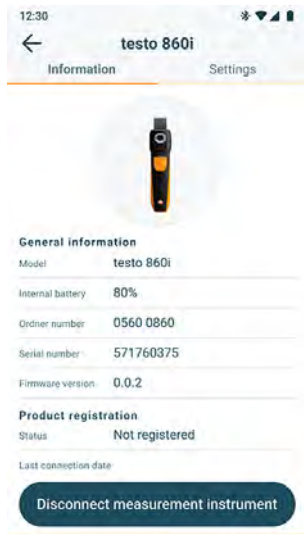 12:30
testo 860i
Information Settings
General information
Model testo 860i
Internal battery 80%
Ordner number 0560 0860
Serial number 571760375
Firmware version 0.0.2
Product registration
Status Not registered
Last connection date
Disconnect measurement instrument